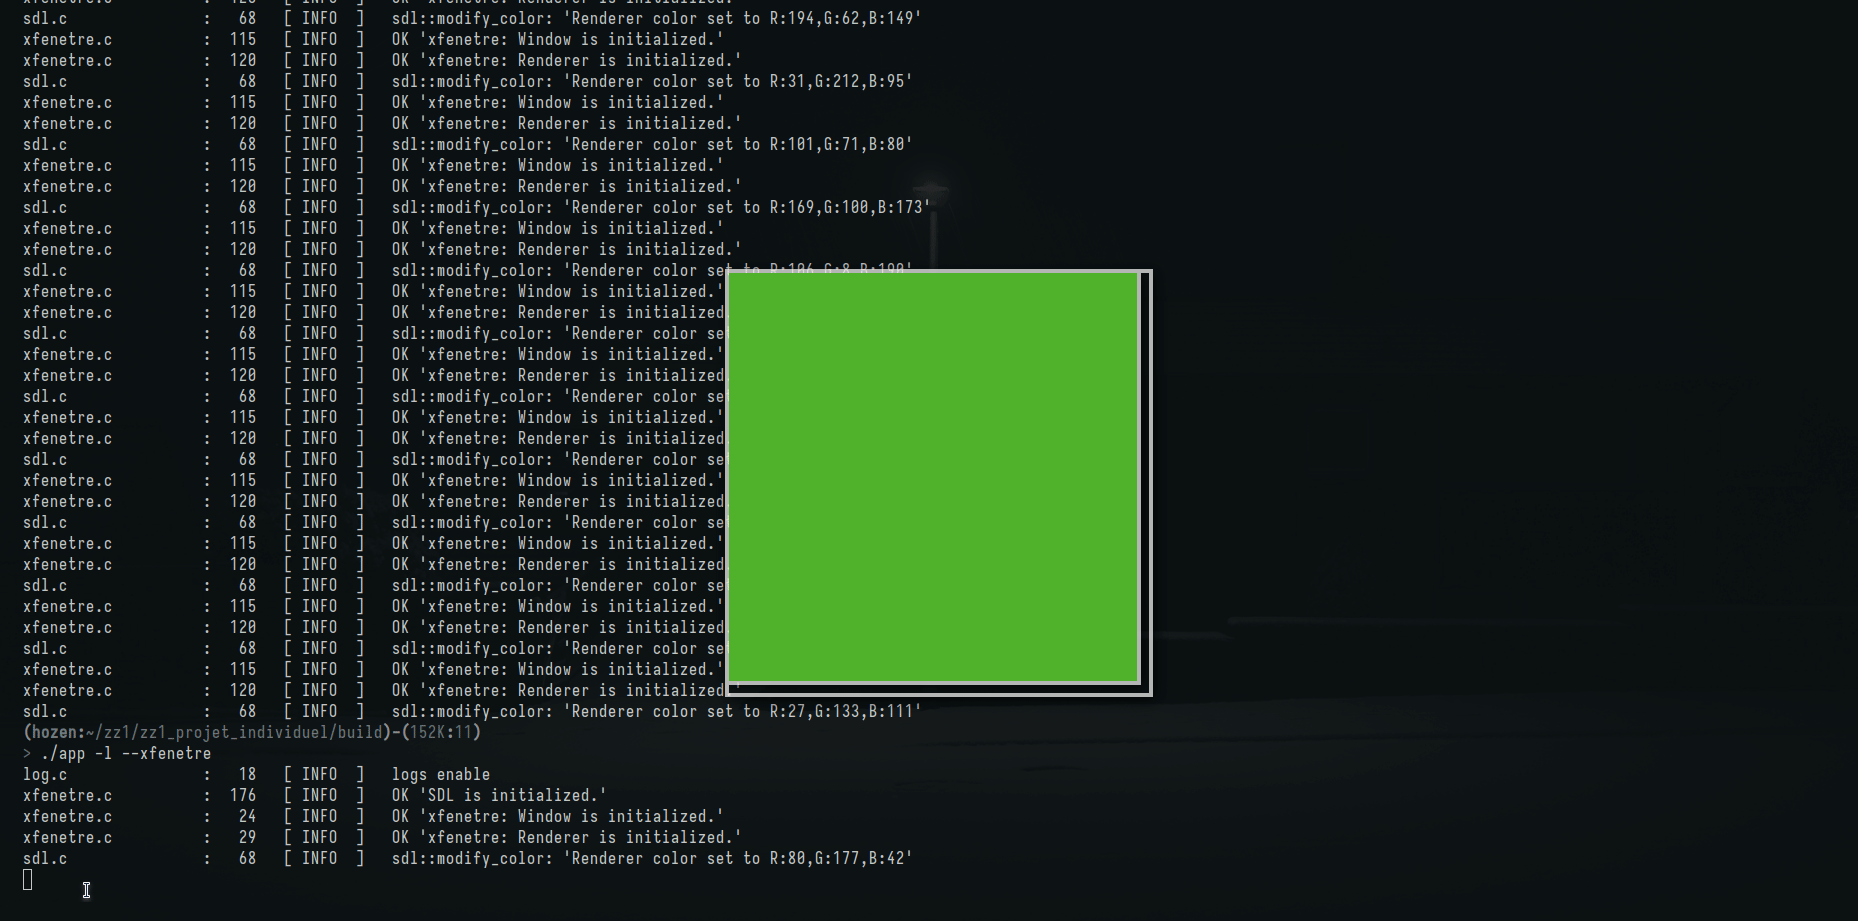 xfenetre.c : 120 [ INFO ] OK 'xfenetre: Renderer is initialized.'
sdl.c : 68 [ INFO ] sdl::modify_color: 'Renderer color set to R:194,G:62,B:149'
xfenetre.c : 115 [ INFO ] OK 'xfenetre: Window is initialized.'
xfenetre.c : 120 [ INFO ] OK 'xfenetre: Renderer is initialized.'
sdl.c : 68 [ INFO ] sdl::modify_color: 'Renderer color set to R:31,G:212,B:95'
xfenetre.c : 115 [ INFO ] OK 'xfenetre: Window is initialized.'
xfenetre.c : 120 [ INFO ] OK 'xfenetre: Renderer is initialized.'
sdl.c : 68 [ INFO ] sdl::modify_color: 'Renderer color set to R:101,G:71,B:80'
xfenetre.c : 115 [ INFO ] OK 'xfenetre: Window is initialized.'
xfenetre.c : 120 [ INFO ] OK 'xfenetre: Renderer is initialized.'
sdl.c : 68 [ INFO ] sdl::modify_color: 'Renderer color set to R:169,G:100,B:173'
xfenetre.c : 115 [ INFO ] OK 'xfenetre: Window is initialized.'
xfenetre.c : 120 [ INFO ] OK 'xfenetre: Renderer is initialized.'
sdl.c : 68 [ INFO ] sdl::modify_color: 'Renderer color set to R:106,G:8,B:190'
xfenetre.c : 115 [ INFO ] OK 'xfenetre: Window is initialized.'
xfenetre.c : 120 [ INFO ] OK 'xfenetre: Renderer is initialized
sdl.c : 68 [ INFO ] sdl::modify_color: 'Renderer color se
xfenetre.c : 115 [ INFO ] OK 'xfenetre: Window is initialized.'
xfenetre.c : 120 [ INFO ] OK 'xfenetre: Renderer is initialized
sdl.c : 68 [ INFO ] sdl::modify_color: 'Renderer color se
xfenetre.c : 115 [ INFO ] OK 'xfenetre: Window is initialized.'
xfenetre.c : 120 [ INFO ] OK 'xfenetre: Renderer is initialized
sdl.c : 68 [ INFO ] sdl::modify_color: 'Renderer color se
xfenetre.c : 115 [ INFO ] OK 'xfenetre: Window is initialized.'
xfenetre.c : 120 [ INFO ] OK 'xfenetre: Renderer is initialized
sdl.c : 68 [ INFO ] sdl::modify_color: 'Renderer color se
xfenetre.c : 115 [ INFO ] OK 'xfenetre: Window is initialized.'
xfenetre.c : 120 [ INFO ] OK 'xfenetre: Renderer is initialized
sdl.c : 68 [ INFO ] sdl::modify_color: 'Renderer color se
xfenetre.c : 115 [ INFO ] OK 'xfenetre: Window is initialized.'
xfenetre.c : 120 [ INFO ] OK 'xfenetre: Renderer is initialized
sdl.c : 68 [ INFO ] sdl::modify_color: 'Renderer color se
xfenetre.c : 115 [ INFO ] OK 'xfenetre: Window is initialized.'
xfenetre.c : 120 [ INFO ] OK 'xfenetre: Renderer is initialized.'
sdl.c : 68 [ INFO ] sdl::modify_color: 'Renderer color set to R:27,G:133,B:111'
(hozen:~/zz1/zz1_projet_individuel/build)-(152K:11)
> ./app -l --xfenetre
log.c : 18 [ INFO ] logs enable
xfenetre.c : 176 [ INFO ] OK 'SDL is initialized.'
xfenetre.c : 24 [ INFO ] OK 'xfenetre: Window is initialized.'
xfenetre.c : 29 [ INFO ] OK 'xfenetre: Renderer is initialized.'
sdl.c : 68 [ INFO ] sdl::modify_color: 'Renderer color set to R:80,G:177,B:42'